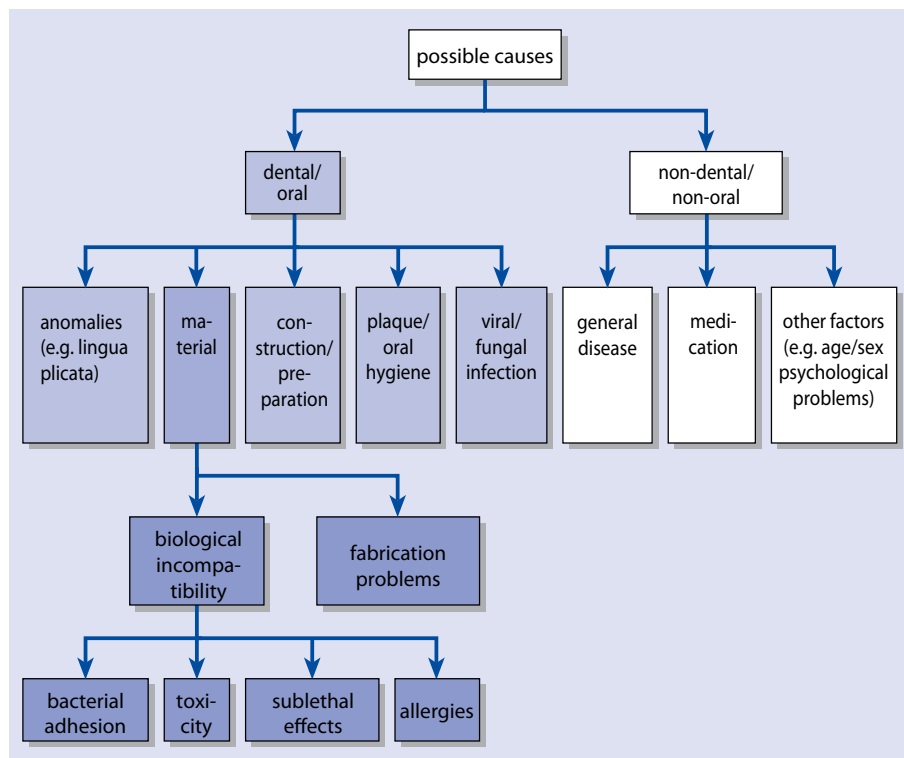 possible causes
dental/
oral
non-dental/
non-oral
anomalies
(e.g. lingua
plicata)
ma-
terial
con-
struction/
pre-
paration
plaque/
oral
hygiene
viral/
fungal
infection
general
disease
medi-
cation
other factors
(e.g. age/sex
psychological
problems)
biological
incompa-
tibility
fabrication
problems
bacterial
adhesion
toxi-
city
sublethal
effects
allergies